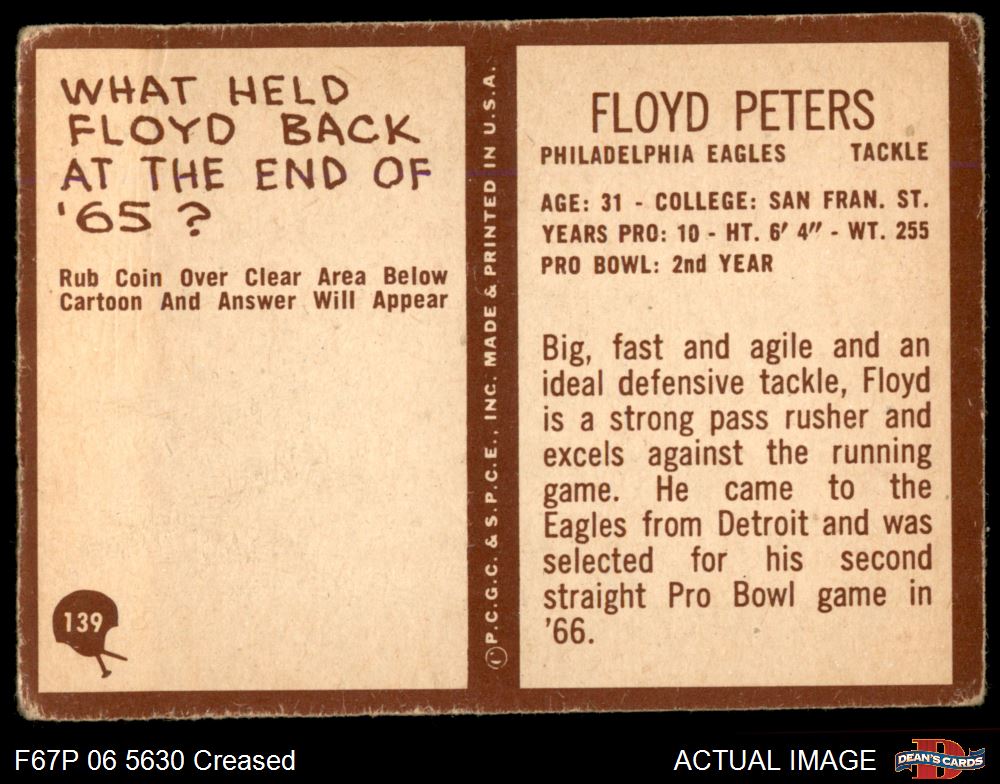 WHAT HELD
FLOYD BACK
AT THE END OF
'65 ?
Rub Coin Over Clear Area Below
Cartoon And Answer Will Appear
139
© P.C.G.C. & S.P.C.E., INC. MADE & PRINTED IN U.S.A.
FLOYD PETERS
PHILADELPHIA EAGLES TACKLE
AGE: 31 - COLLEGE: SAN FRAN. ST.
YEARS PRO: 10 - HT. 6' 4" - WT. 255
PRO BOWL: 2nd YEAR
Big, fast and agile and an
ideal defensive tackle, Floyd
is a strong pass rusher and
excels against the running
game. He came to the
Eagles from Detroit and was
selected for his second
straight Pro Bowl game in
'66.
F67P 06 5630 Creased
ACTUAL IMAGE
D
DEAN'S CARDS